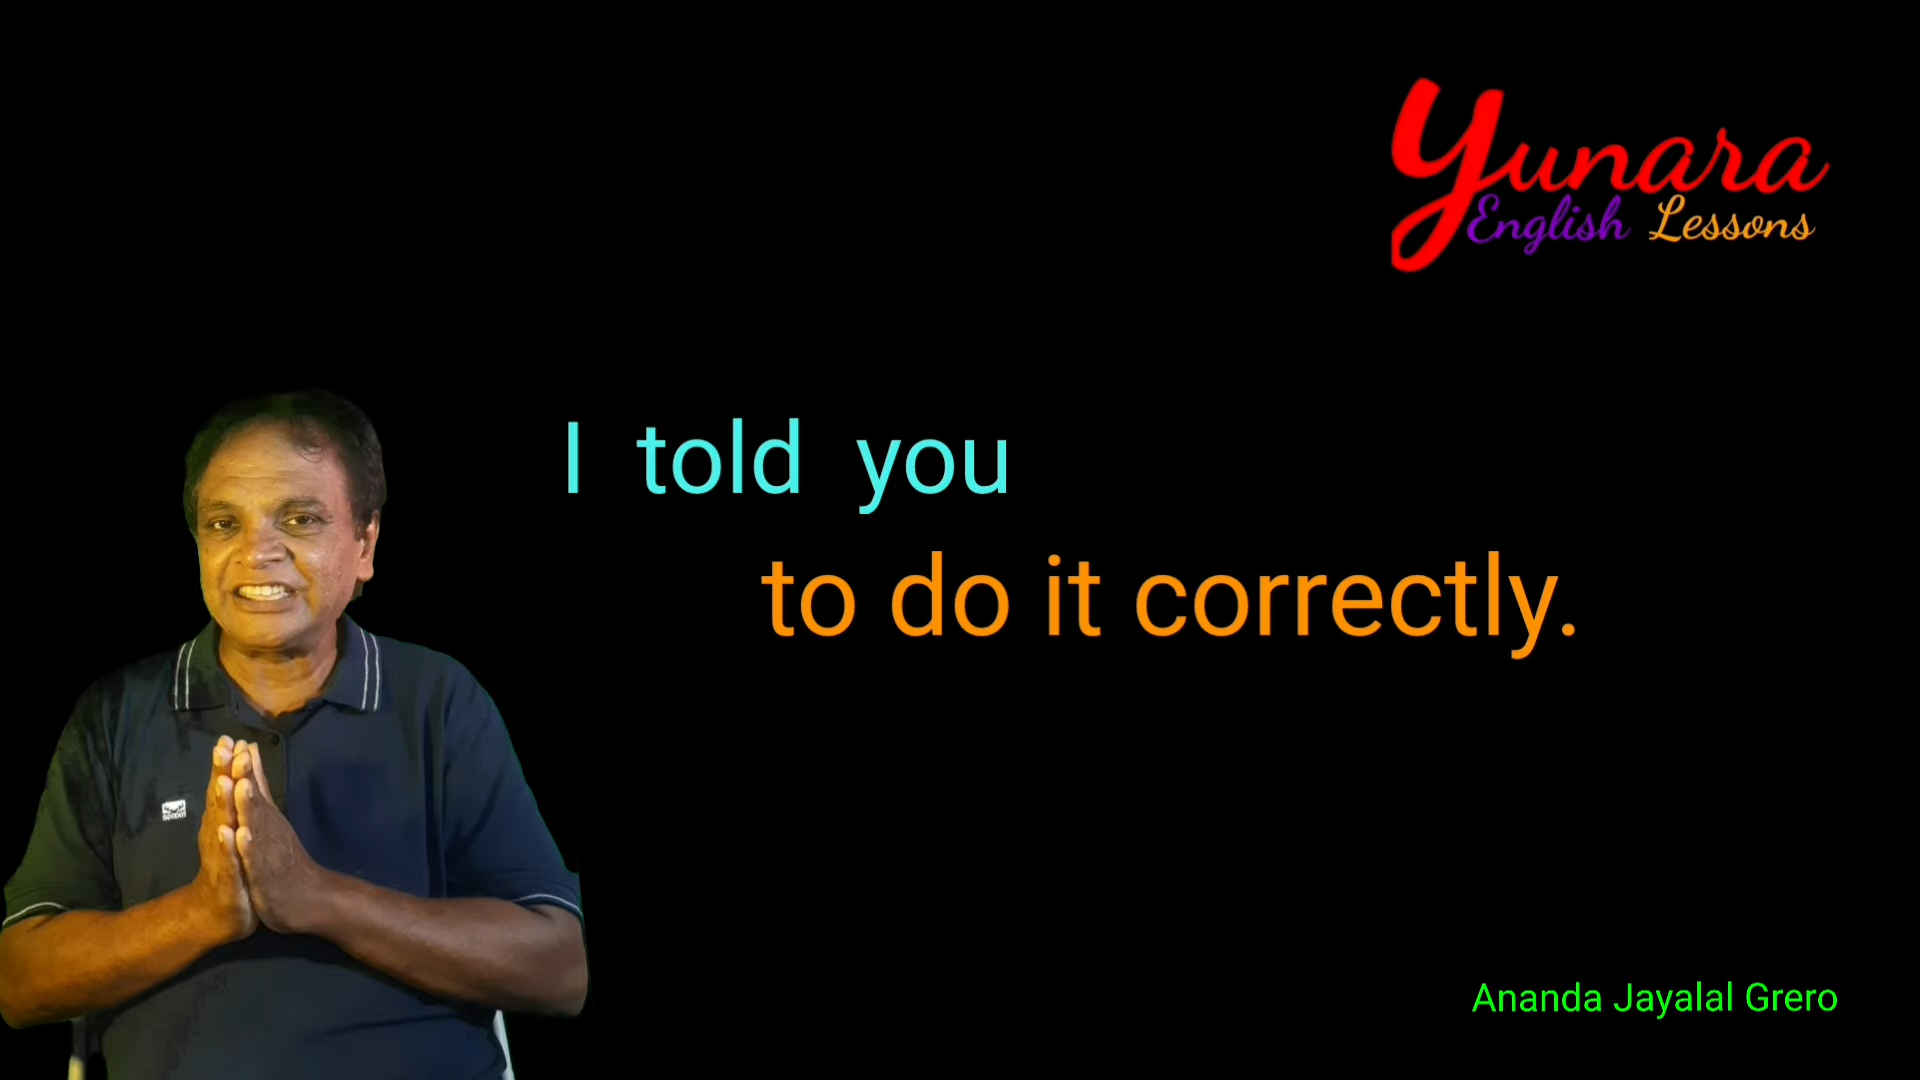 Yunara
English Lessons
I told you
to do it correctly.
Ananda Jayalal Grero